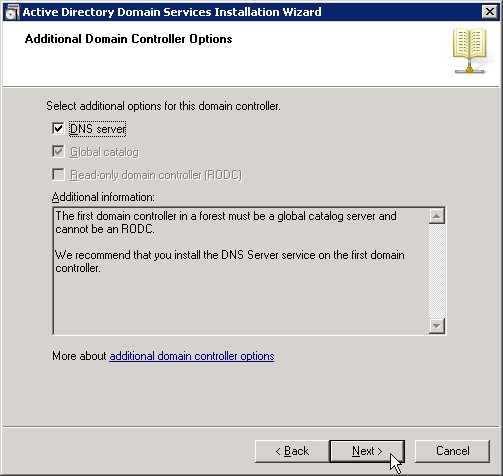 Active Directory Domain Services Installation Wizard
Additional Domain Controller Options
Select additional options for this domain controller.
DNS server
Global catalog
Read-only domain controller (RODC)
Additional information:
The first domain controller in a forest must be a global catalog server and
cannot be an RODC.
We recommend that you install the DNS Server service on the first domain
controller.
More about additional domain controller options
< Back
Next >
Cancel